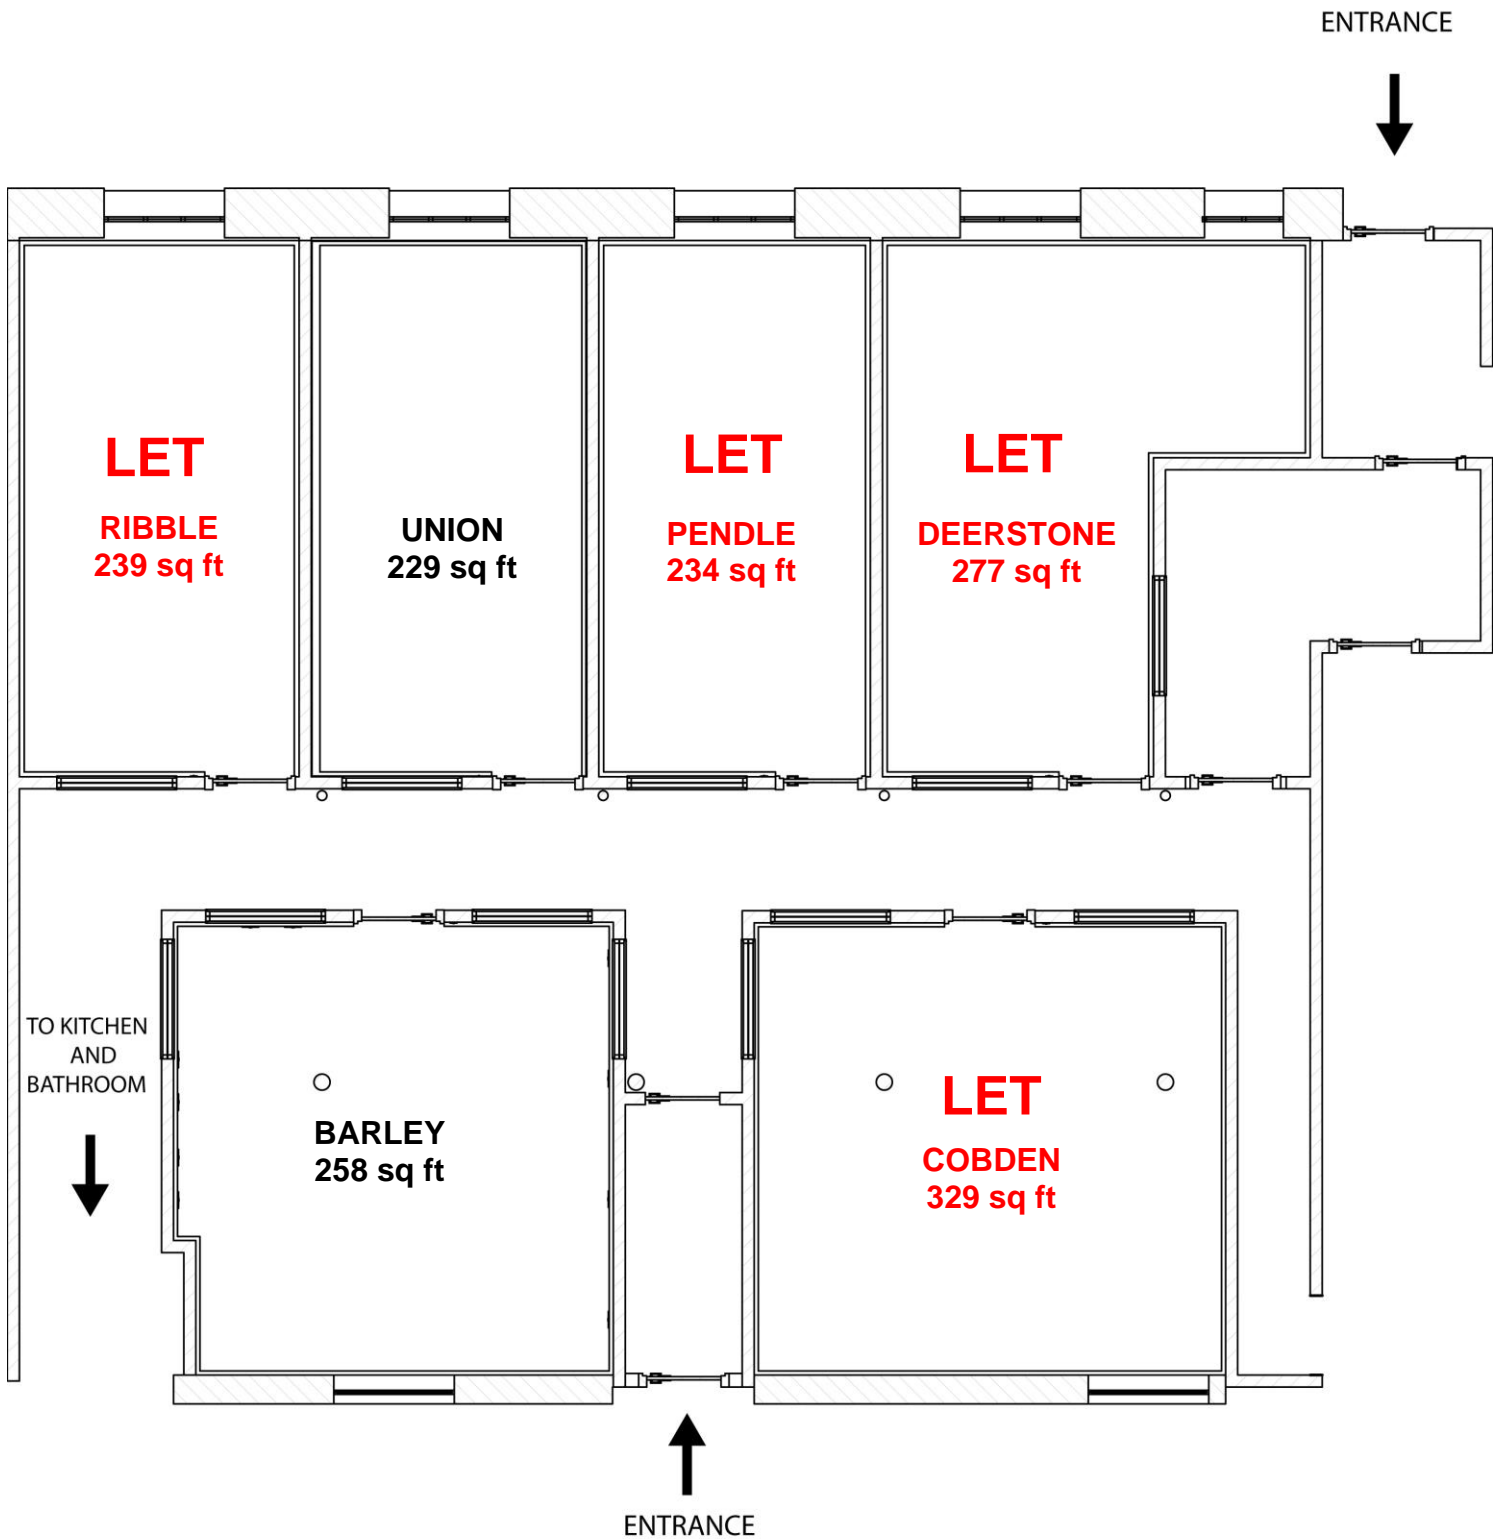 ENTRANCE
LET
RIBBLE
239 sq ft
UNION
229 sq ft
LET
PENDLE
234 sq ft
LET
DEERSTONE
277 sq ft
TO KITCHEN
AND
BATHROOM
BARLEY
258 sq ft
LET
COBDEN
329 sq ft
ENTRANCE